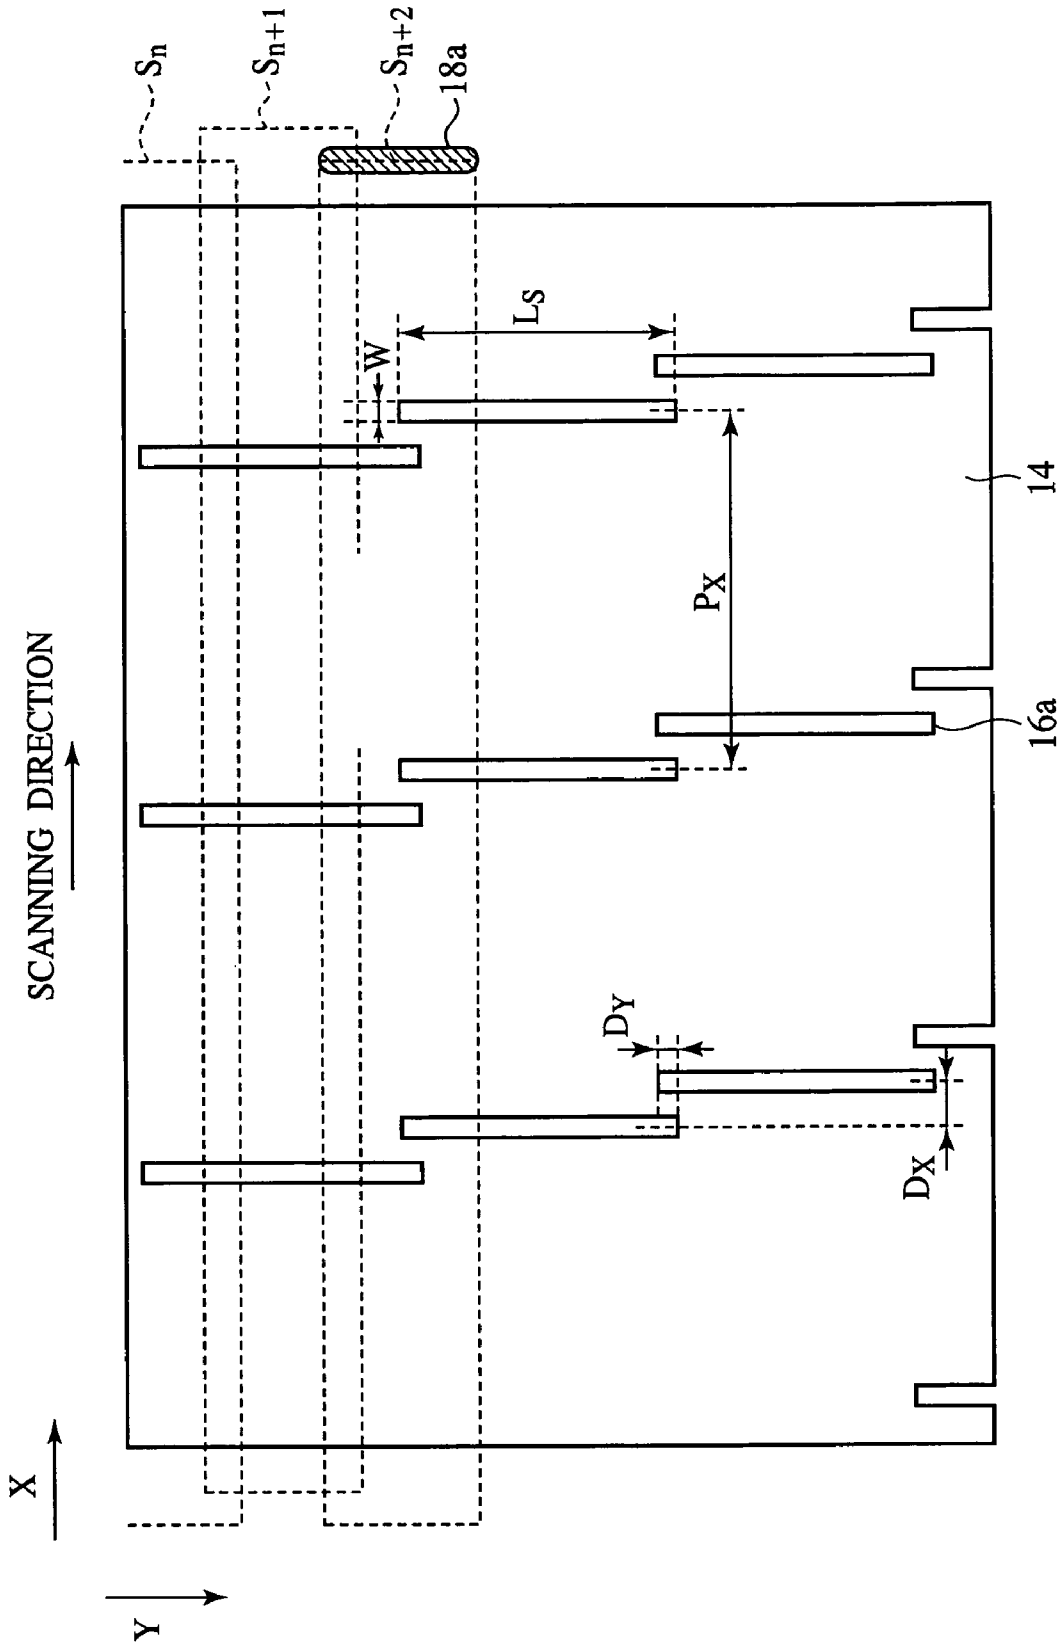 SCANNING DIRECTION
X
Y
Sn
Sn+1
Sn+2
18a
W
LS
PX
DY
DX
14
16a